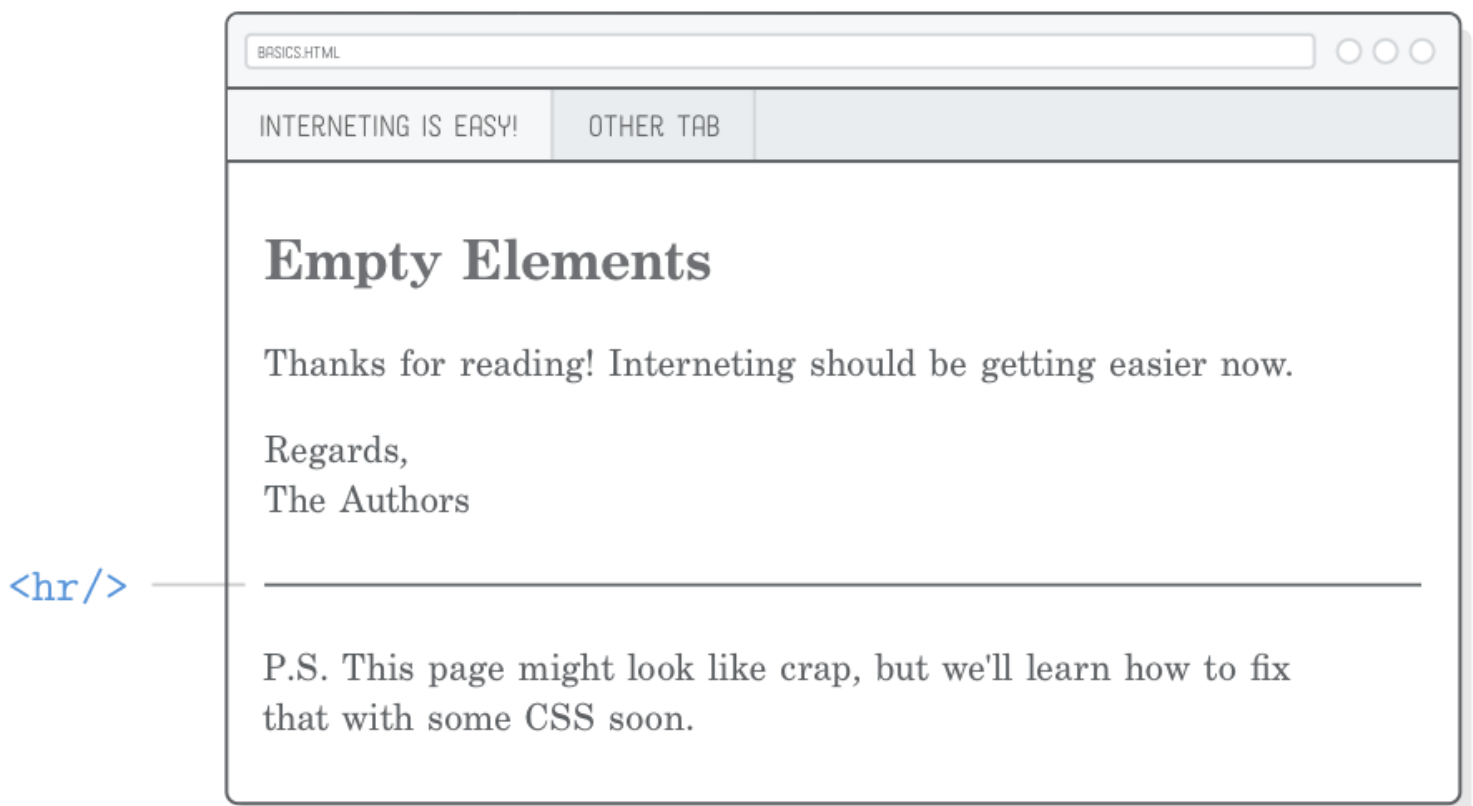 BASICS.HTML
INTERNETING IS EASY!
OTHER TAB
Empty Elements
Thanks for reading! Interneting should be getting easier now.
Regards,
The Authors
<hr/>
P.S. This page might look like crap, but we'll learn how to fix
that with some CSS soon.